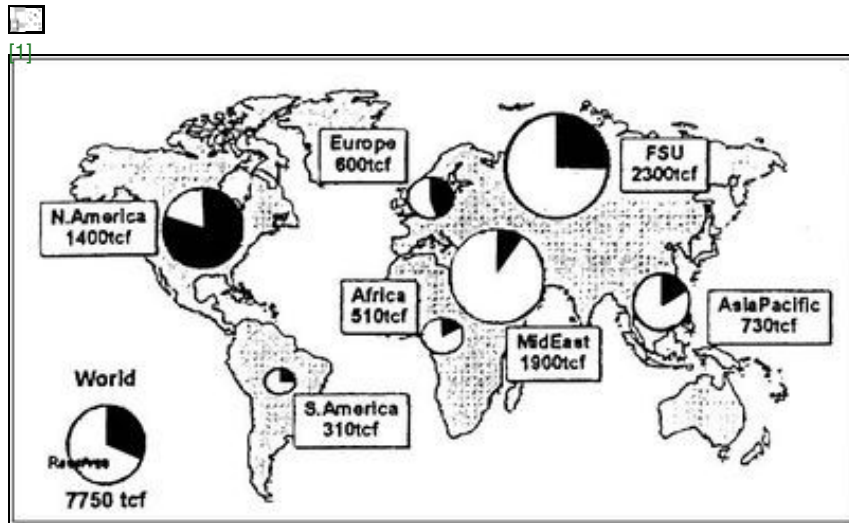 [1]
Europe
600tcf
FSU
2300tcf
N.America
1400tcf
Africa
510tcf
MidEast
1900tcf
AsiaPacific
730tcf
S.America
310tcf
World
7750 tcf